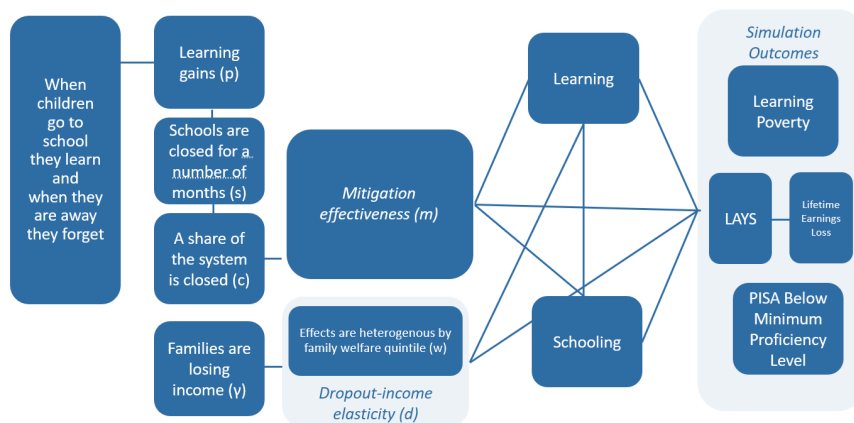 When
children
go to
school
they learn
and
when they
are away
they forget
Learning
gains (p)
Schools are
closed for a
number of
months (s)
A share of
the system
is closed (c)
Families are
losing
income (γ)
Mitigation
effectiveness (m)
Effects are heterogenous by
family welfare quintile (w)
Dropout-income
elasticity (d)
Learning
Schooling
Simulation
Outcomes
Learning
Poverty
LAYS
Lifetime
Earnings
Loss
PISA Below
Minimum
Proficiency
Level